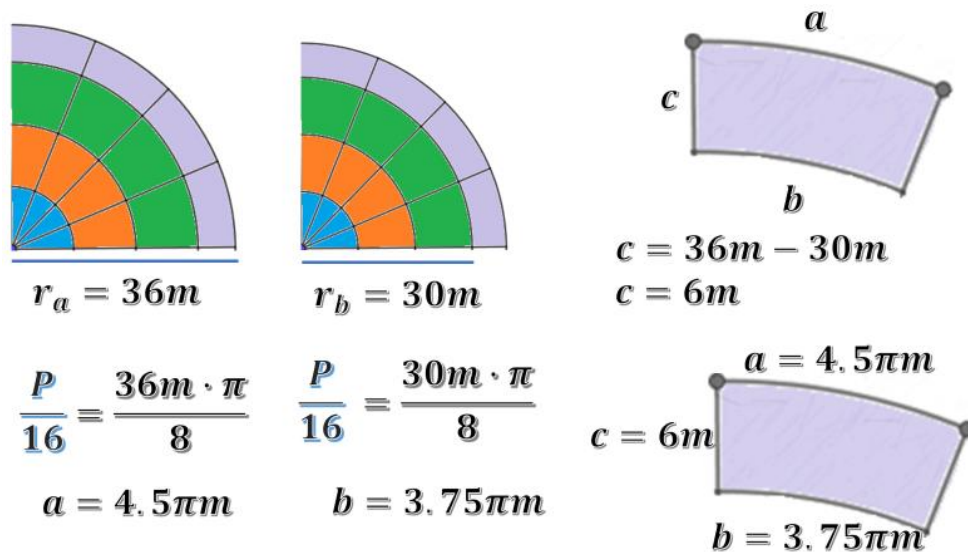 r_a = 36m
P/16 = 36m · π/8
a = 4.5πm
r_b = 30m
P/16 = 30m · π/8
b = 3.75πm
a
c
b
c = 36m − 30m
c = 6m
a = 4.5πm
c = 6m
b = 3.75πm